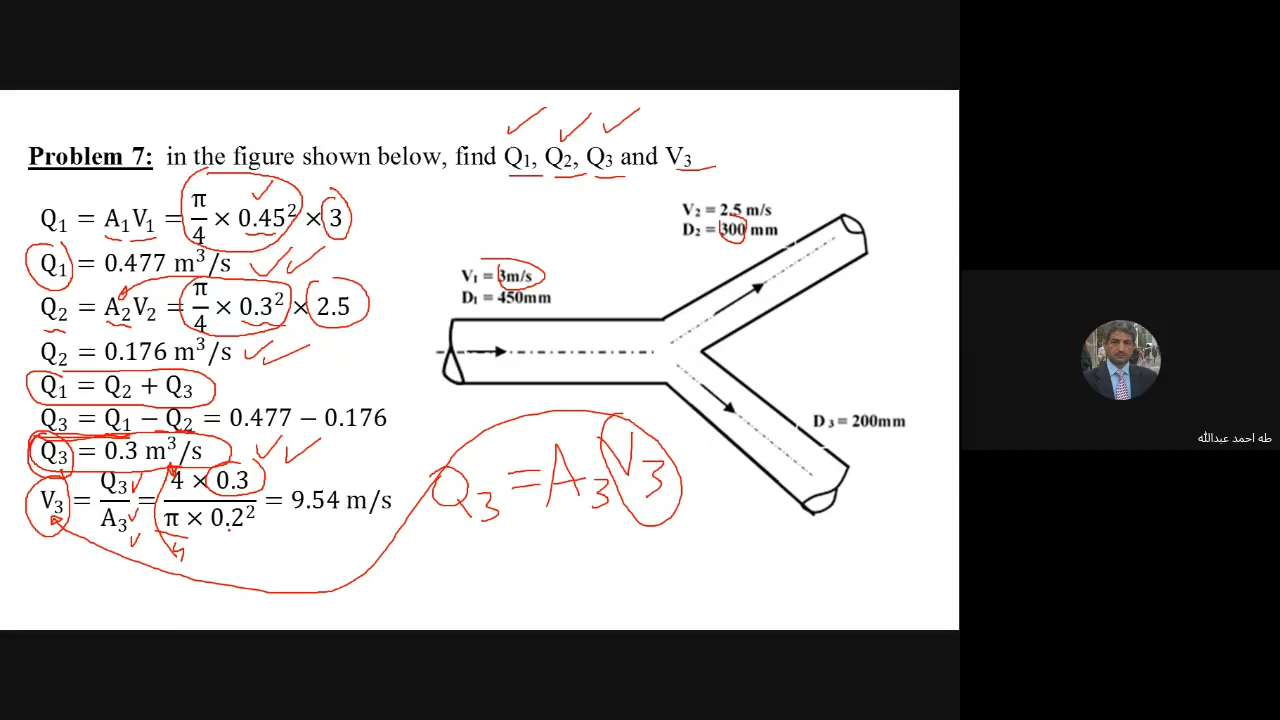 Problem 7: in the figure shown below, find Q₁, Q₂, Q₃ and V₃
Q₁ = A₁V₁ = π/4 × 0.45² × 3
Q₁ = 0.477 m³/s
Q₂ = A₂V₂ = π/4 × 0.3² × 2.5
Q₂ = 0.176 m³/s
Q₁ = Q₂ + Q₃
Q₃ = Q₁ − Q₂ = 0.477 − 0.176
Q₃ = 0.3 m³/s
V₃ = Q₃/A₃ = (4 × 0.3)/(π × 0.2²) = 9.54 m/s
V₂ = 2.5 m/s
D₂ = 300 mm
V₁ = 3m/s
D₁ = 450mm
D₃ = 200mm
Q₃ = A₃ V₃
4
طه احمد عبدالله